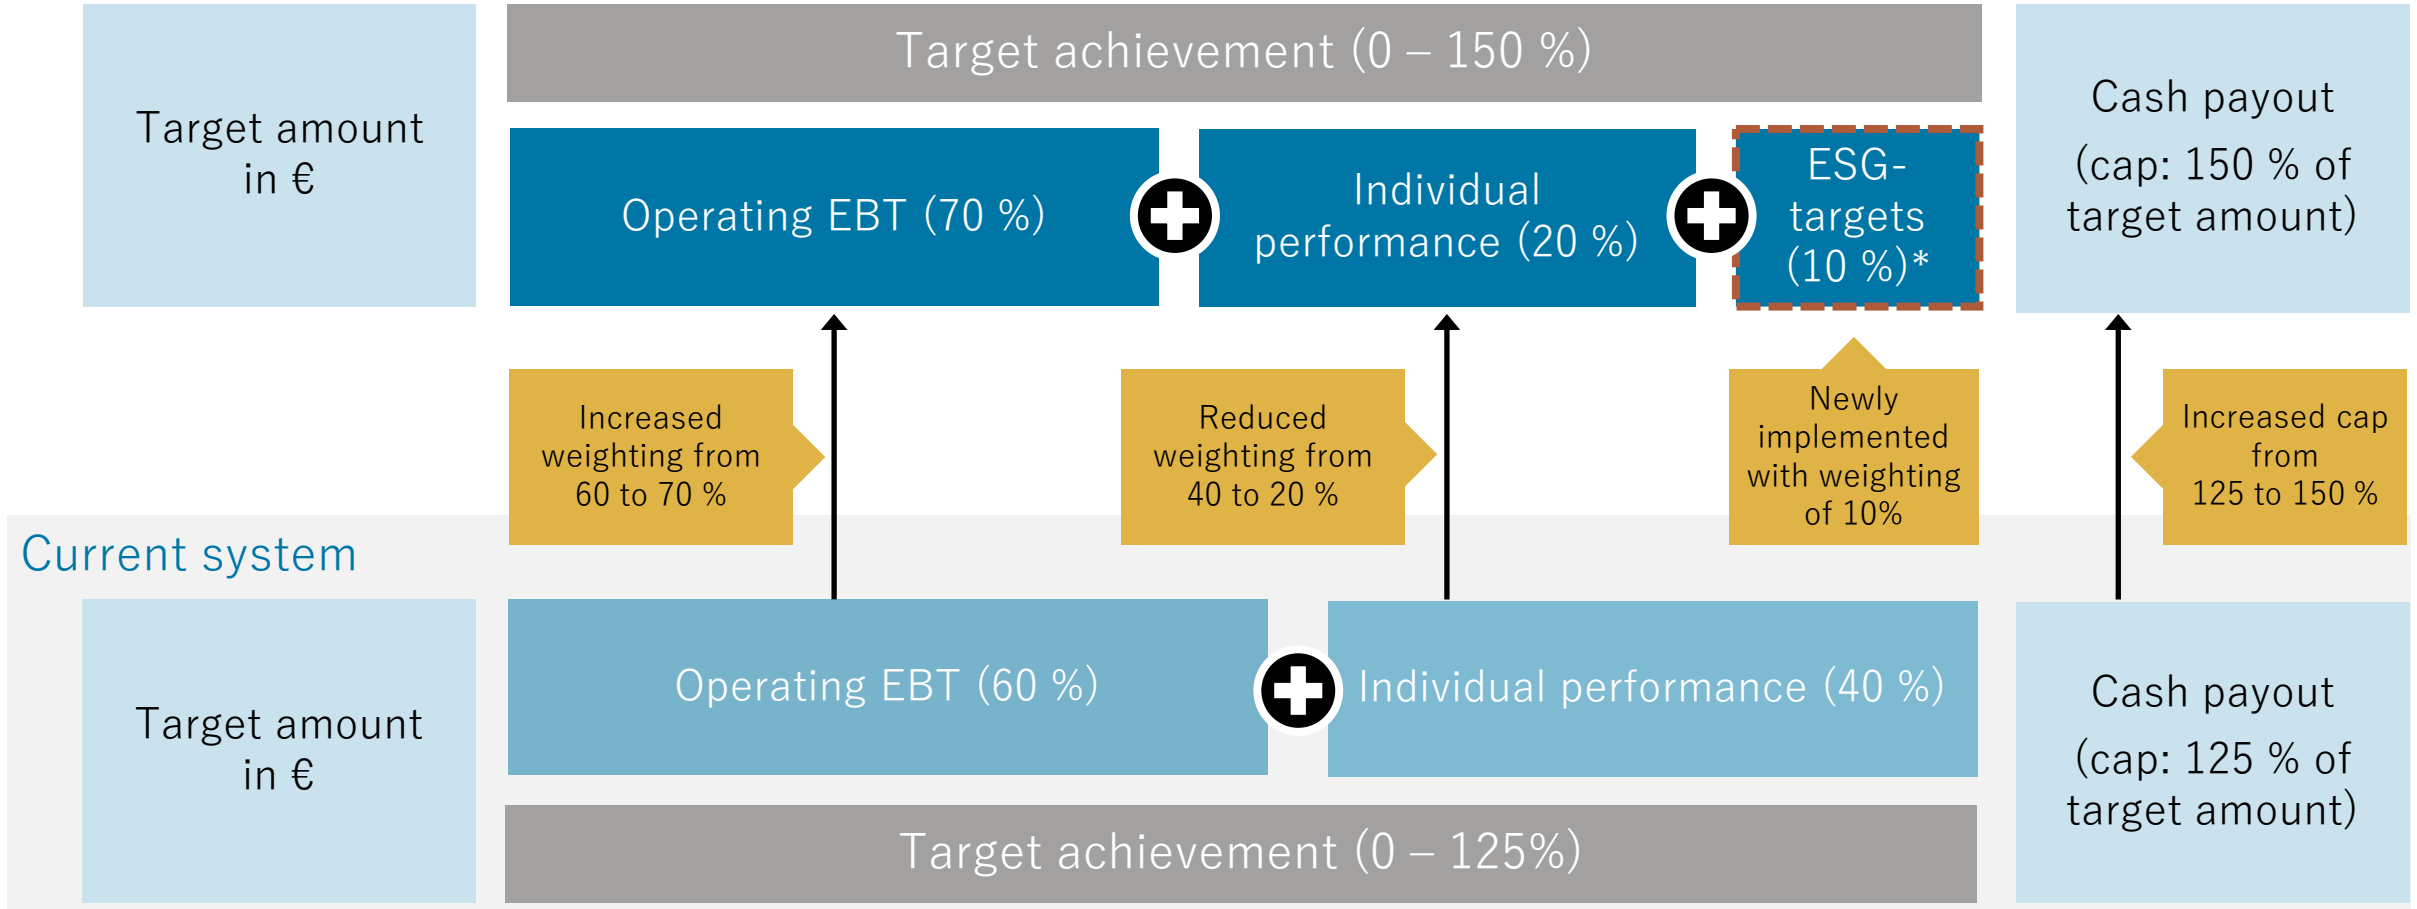 Target amount
in €
Target achievement (0 – 150 %)
Operating EBT (70 %)
Individual
performance (20 %)
ESG-
targets
(10 %)*
Cash payout
(cap: 150 % of
target amount)
Increased
weighting from
60 to 70 %
Reduced
weighting from
40 to 20 %
Newly
implemented
with weighting
of 10%
Increased cap
from
125 to 150 %
Current system
Target amount
in €
Operating EBT (60 %)
Individual performance (40 %)
Target achievement (0 – 125%)
Cash payout
(cap: 125 % of
target amount)